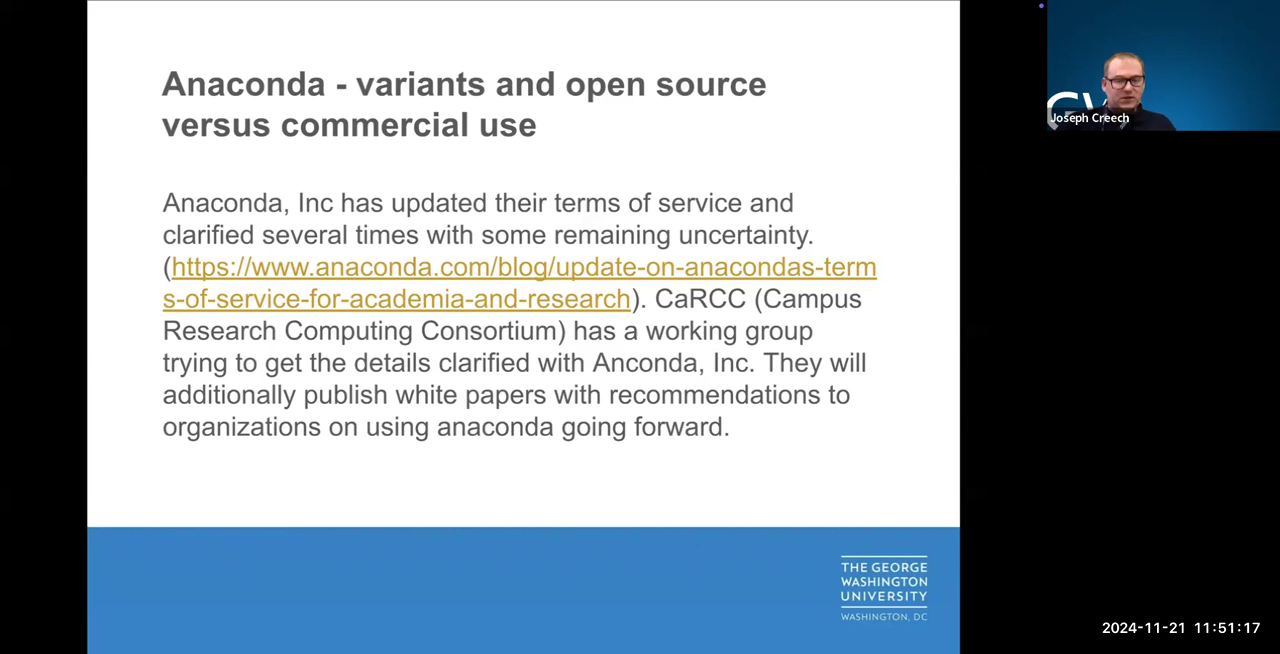 Anaconda - variants and open source
versus commercial use
Anaconda, Inc has updated their terms of service and
clarified several times with some remaining uncertainty.
(https://www.anaconda.com/blog/update-on-anacondas-term
s-of-service-for-academia-and-research). CaRCC (Campus
Research Computing Consortium) has a working group
trying to get the details clarified with Anconda, Inc. They will
additionally publish white papers with recommendations to
organizations on using anaconda going forward.
THE GEORGE
WASHINGTON
UNIVERSITY
WASHINGTON, DC
Joseph Creech
2024-11-21 11:51:17